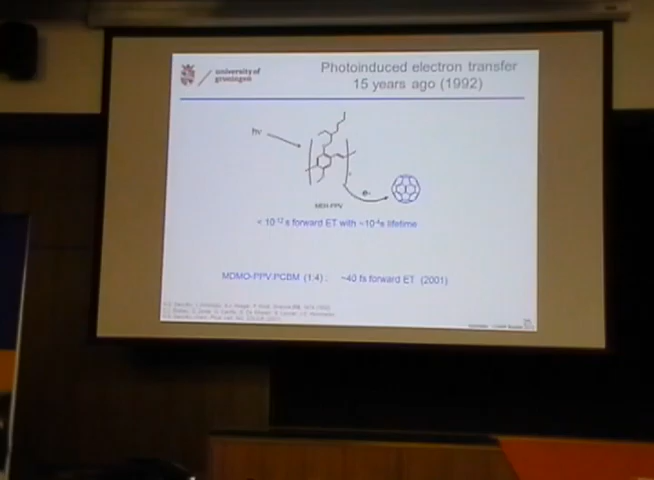 university of
groningen
Photoinduced electron transfer
15 years ago (1992)
hν
e-
MEH-PPV
< 10⁻¹² s forward ET with ~10⁻⁴s lifetime
MDMO-PPV:PCBM (1:4) : ~40 fs forward ET (2001)